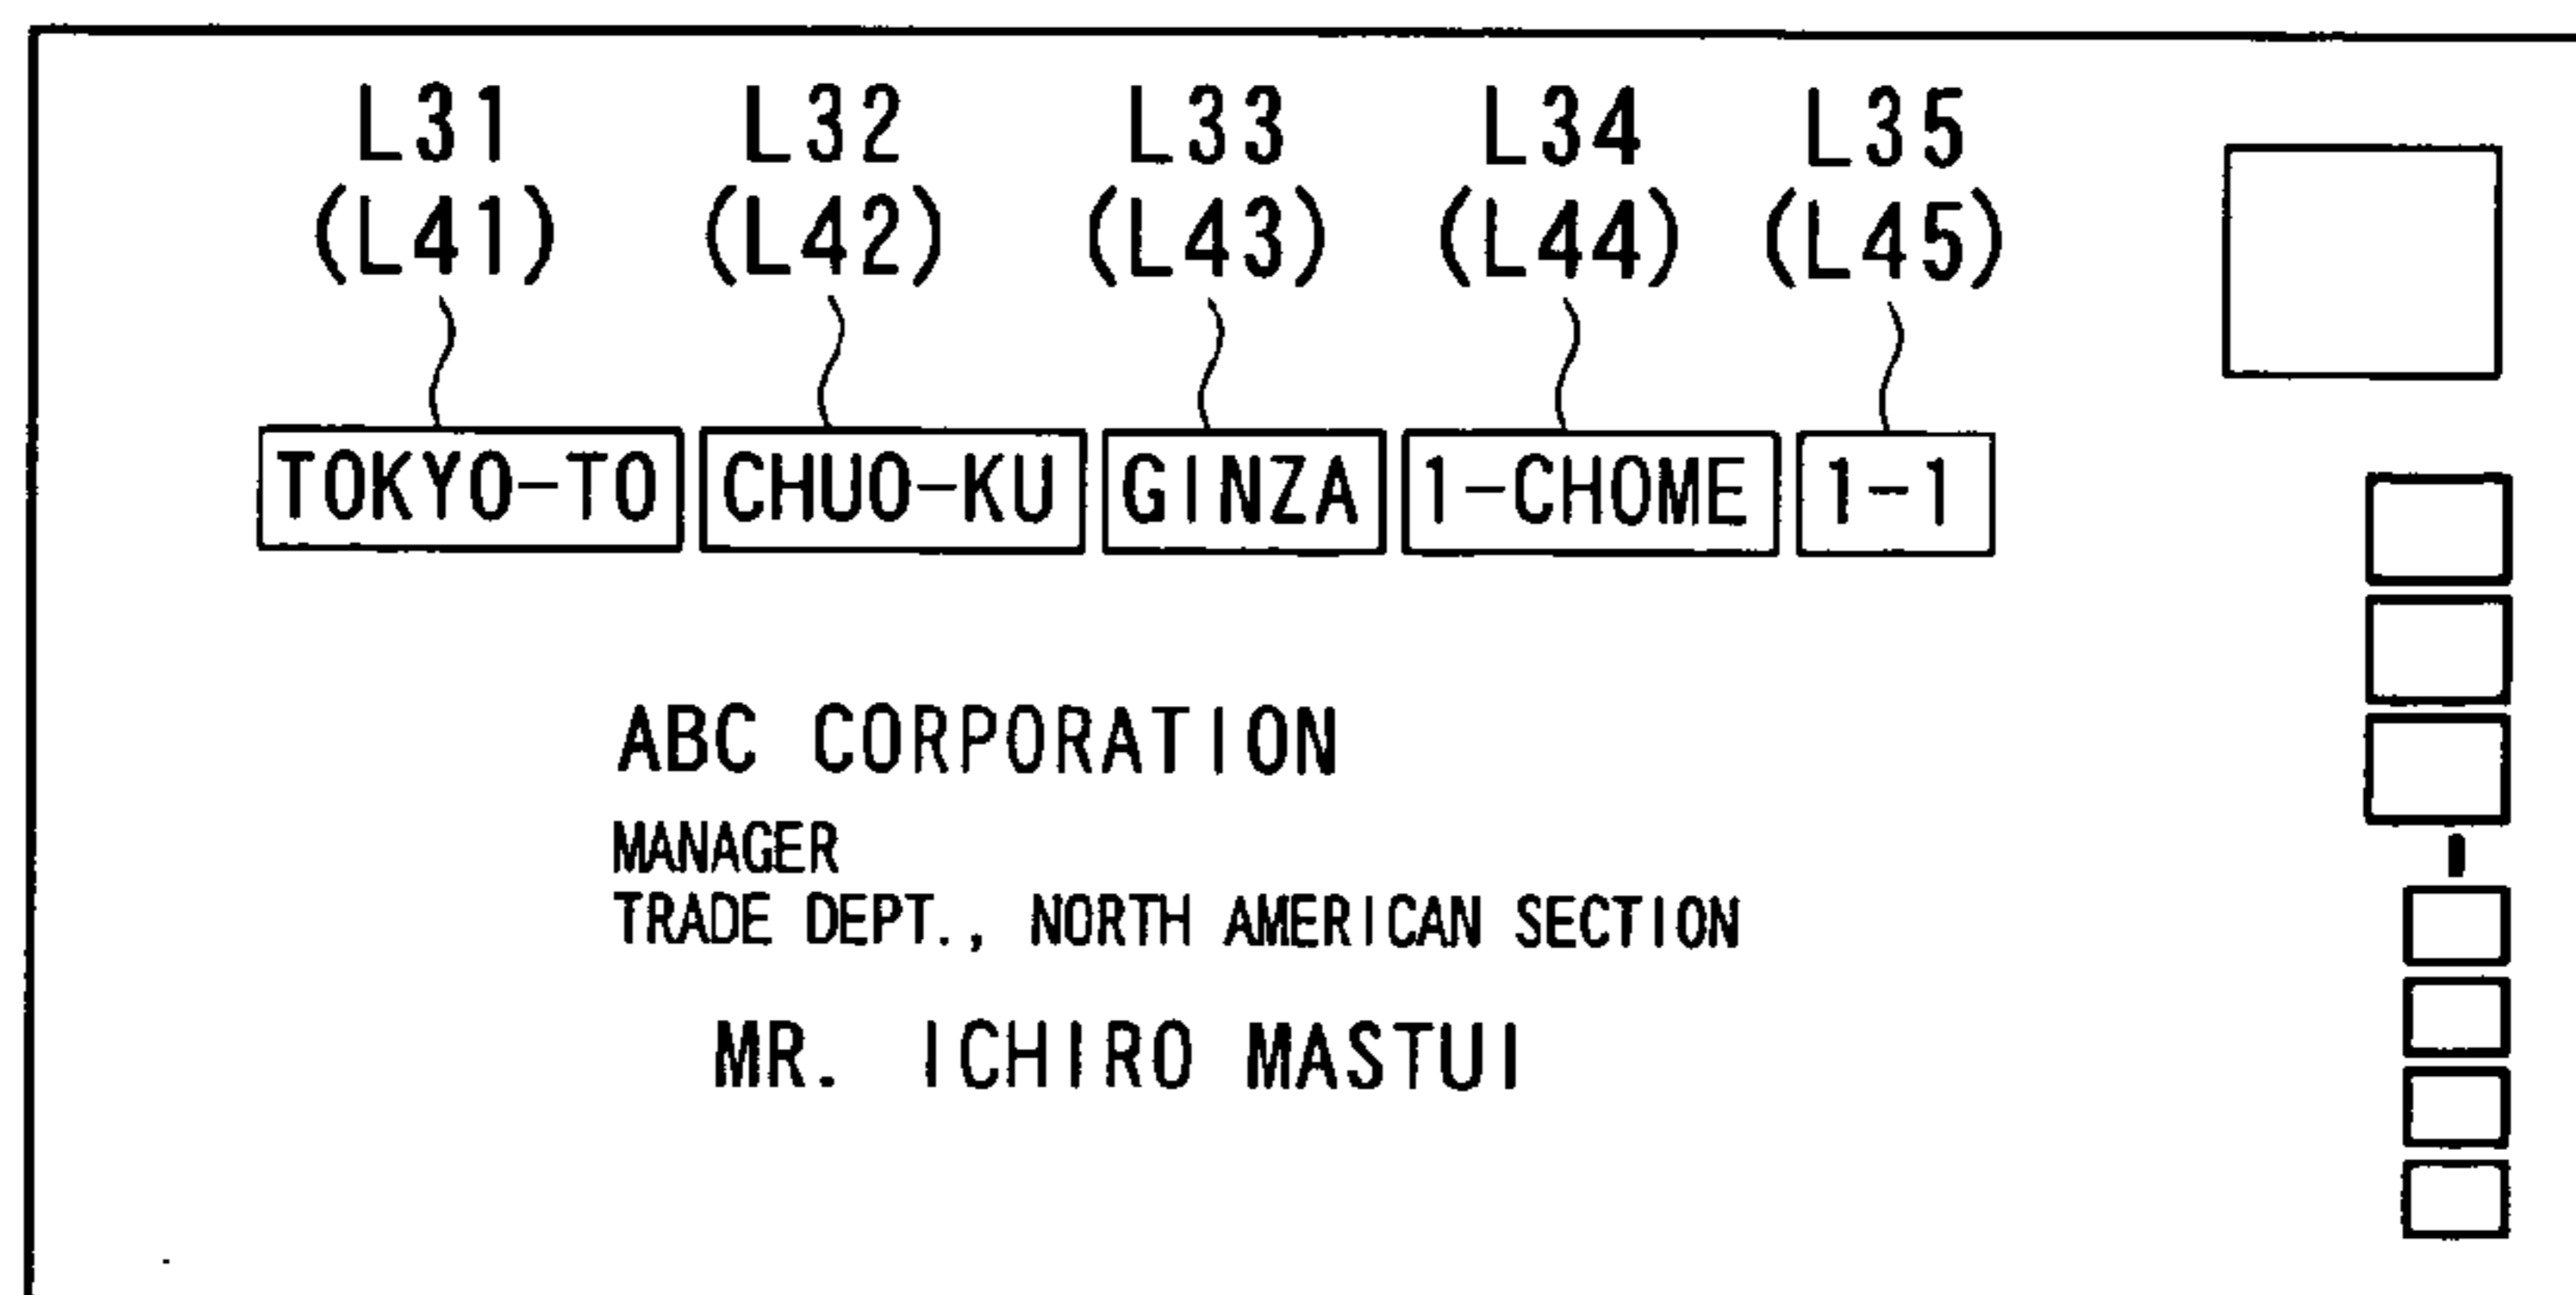 L31 L32 L33 L34 L35
(L41) (L42) (L43) (L44) (L45)
TOKYO-TO CHUO-KU GINZA 1-CHOME 1-1
ABC CORPORATION
MANAGER
TRADE DEPT., NORTH AMERICAN SECTION
MR. ICHIRO MASTUI